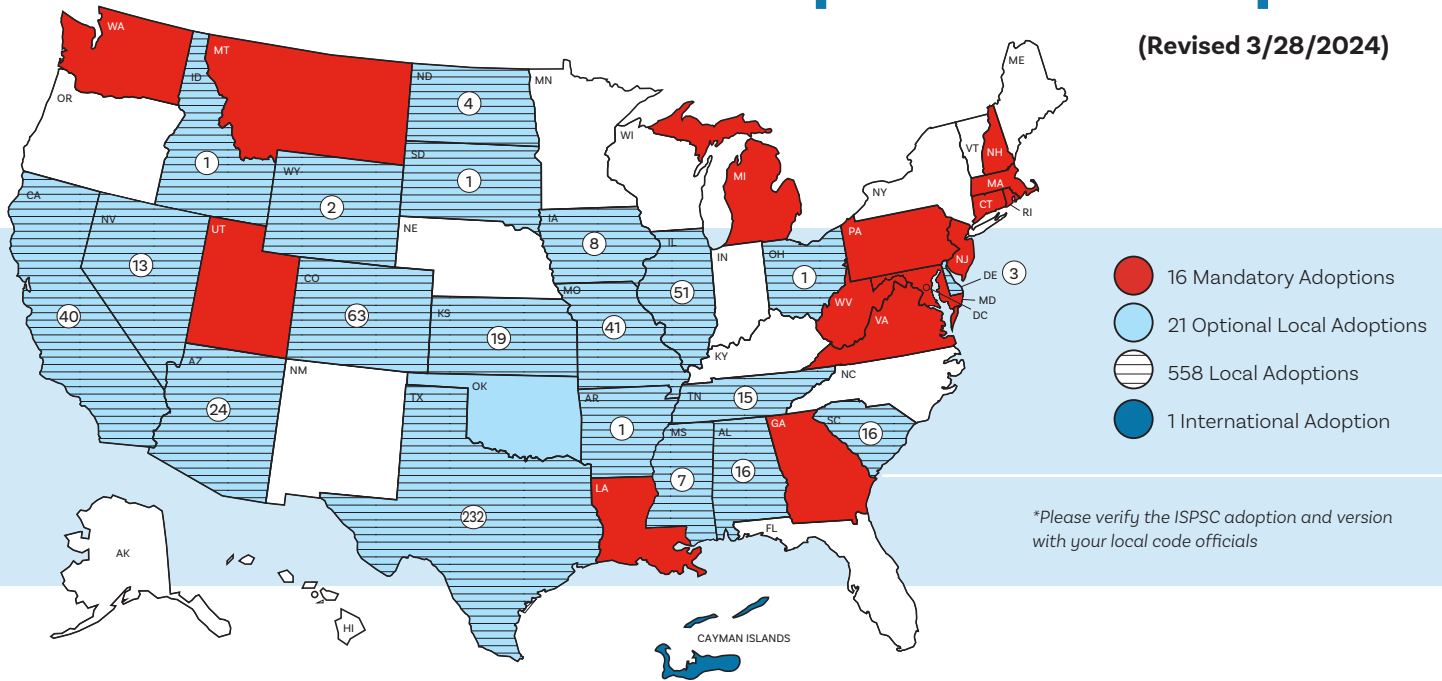 (Revised 3/28/2024)
WA
MT
ND
MN
ME
OR
ID
4
WI
VT
NH
SD
1
1
MI
MA
WY
CA
2
NY
CT
RI
NV
NE
IA
UT
8
PA
IL
IN
OH
NJ
13
CO
MO
51
1
DE
3
40
63
KS
WV
MD
19
41
VA
DC
AZ
KY
NM
OK
TX
AR
TN
15
NC
24
1
MS
AL
GA
SC
16
7
16
LA
232
FL
AK
HI
CAYMAN ISLANDS
16 Mandatory Adoptions
21 Optional Local Adoptions
558 Local Adoptions
1 International Adoption
*Please verify the ISPSC adoption and version
with your local code officials